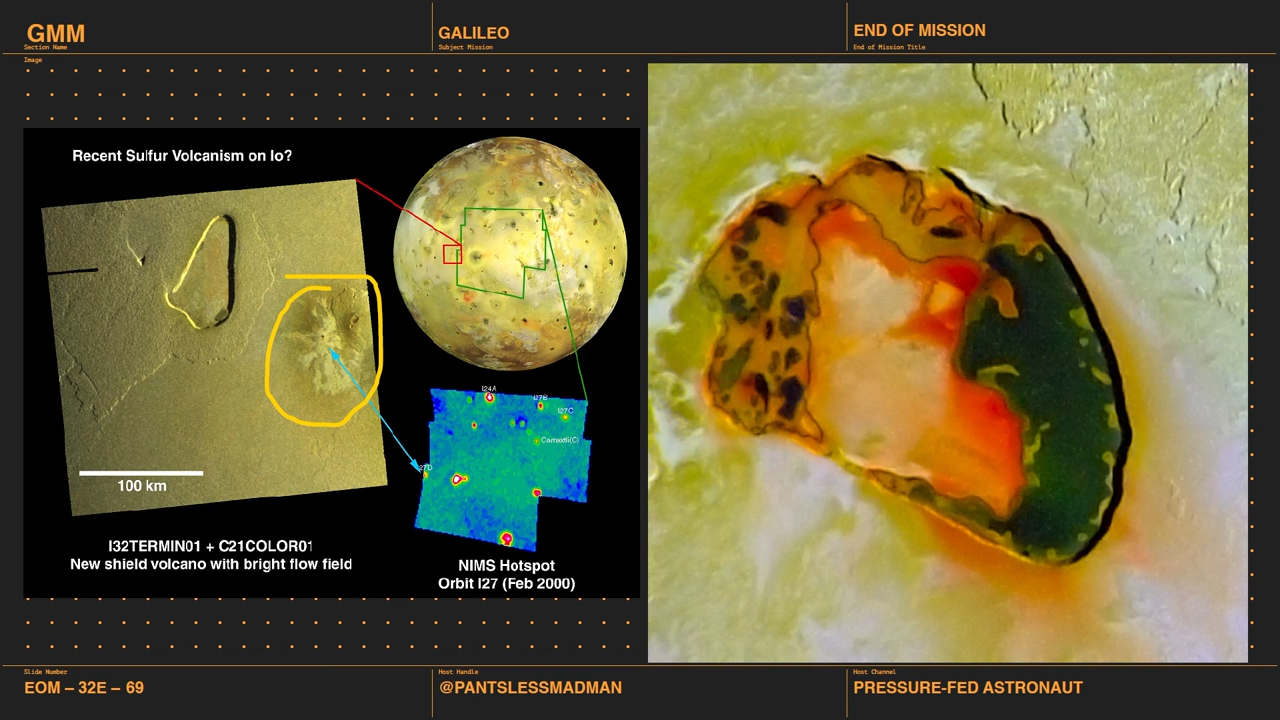 GMM
Section Name
GALILEO
Subject Mission
END OF MISSION
End of Mission Title
Image
Recent Sulfur Volcanism on Io?
100 km
I32TERMIN01 + C21COLOR01
New shield volcano with bright flow field
I24A
I27B
I27C
Camaxtli(C)
27D
NIMS Hotspot
Orbit I27 (Feb 2000)
Slide Number
EOM – 32E – 69
Host Handle
@PANTSLESSMADMAN
Host Channel
PRESSURE-FED ASTRONAUT